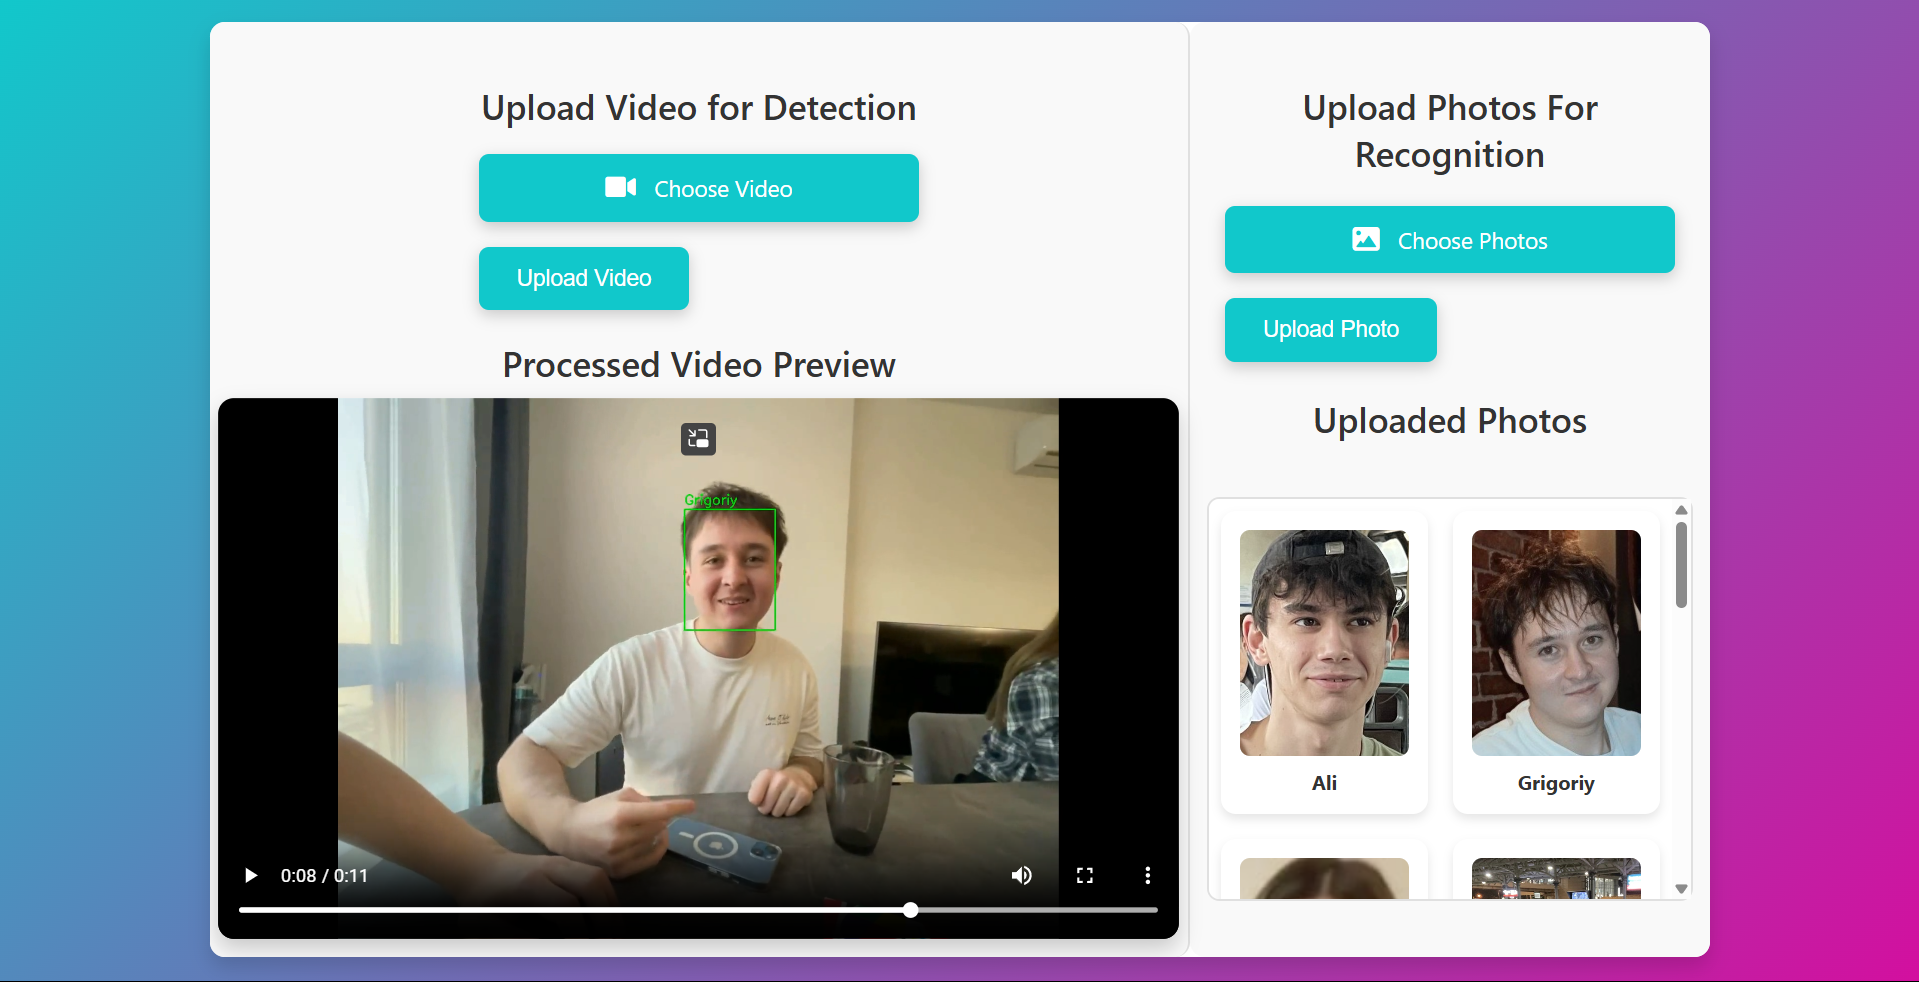 Upload Video for Detection
Choose Video
Upload Video
Processed Video Preview
Grigoriy
0:08 / 0:11
Upload Photos For
Recognition
Choose Photos
Upload Photo
Uploaded Photos
Ali
Grigoriy